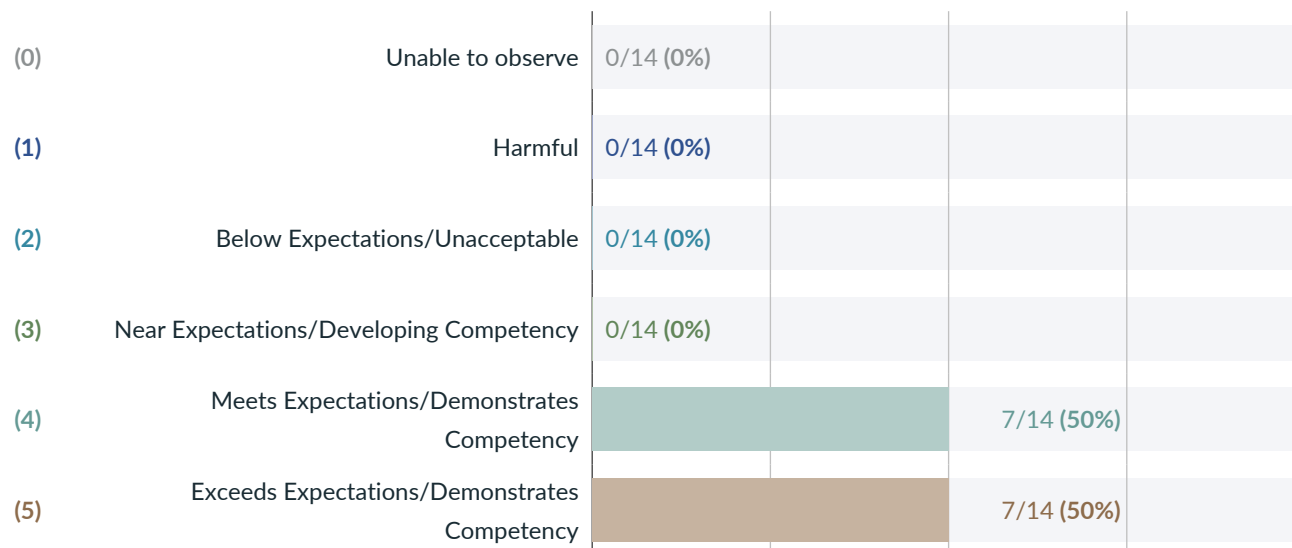 (0) Unable to observe 0/14 (0%)
(1) Harmful 0/14 (0%)
(2) Below Expectations/Unacceptable 0/14 (0%)
(3) Near Expectations/Developing Competency 0/14 (0%)
(4) Meets Expectations/Demonstrates
Competency 7/14 (50%)
(5) Exceeds Expectations/Demonstrates
Competency 7/14 (50%)